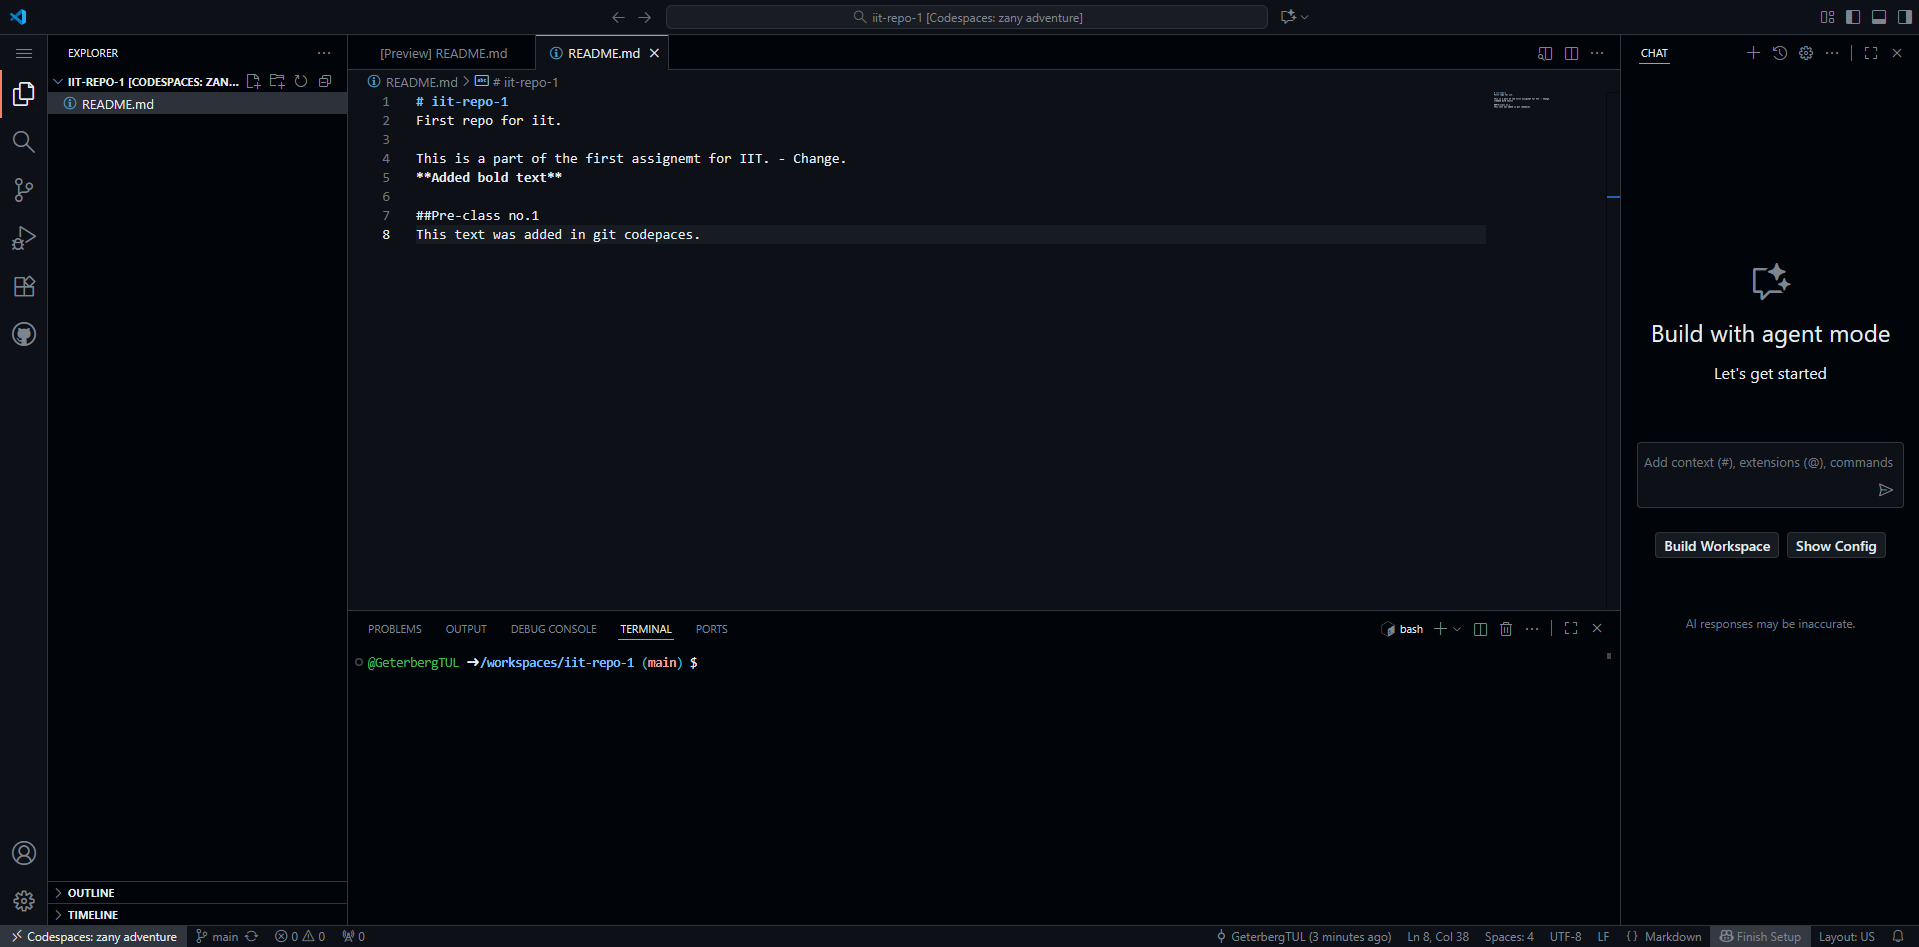 iit-repo-1 [Codespaces: zany adventure]
EXPLORER
IIT-REPO-1 [CODESPACES: ZAN...
README.md
[Preview] README.md
README.md
README.md > # iit-repo-1
1 # iit-repo-1
2 First repo for iit.
3
4 This is a part of the first assignemt for IIT. - Change.
5 **Added bold text**
6
7 ##Pre-class no.1
8 This text was added in git codepaces.
CHAT
Build with agent mode
Let's get started
Add context (#), extensions (@), commands
Build Workspace
Show Config
AI responses may be inaccurate.
PROBLEMS
OUTPUT
DEBUG CONSOLE
TERMINAL
PORTS
bash
@GeterbergTUL ➜/workspaces/iit-repo-1 (main) $
OUTLINE
TIMELINE
Codespaces: zany adventure
main
0
0
0
GeterbergTUL (3 minutes ago)
Ln 8, Col 38
Spaces: 4
UTF-8
LF
{} Markdown
Finish Setup
Layout: US